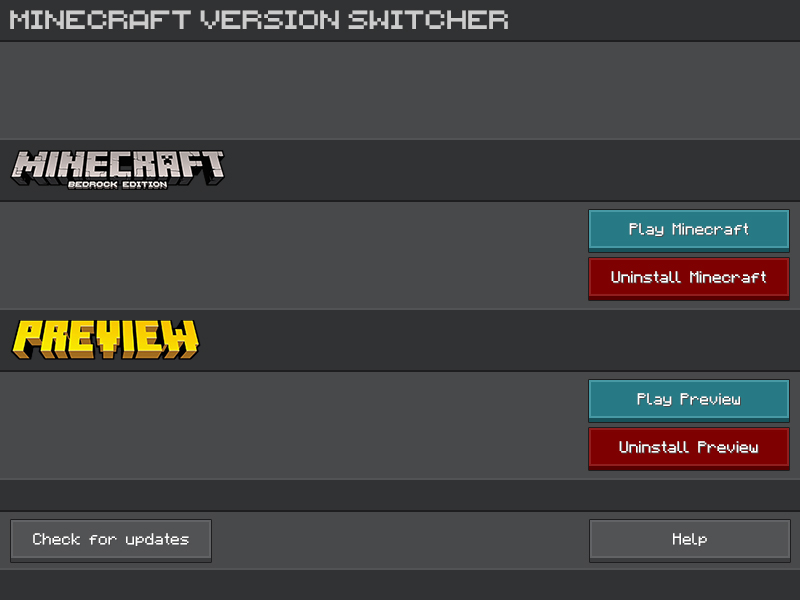 MINECRAFT VERSION SWITCHER
MINECRAFT
BEDROCK EDITION
Play Minecraft
Uninstall Minecraft
PREVIEW
Play Preview
Uninstall Preview
Check for updates
Help